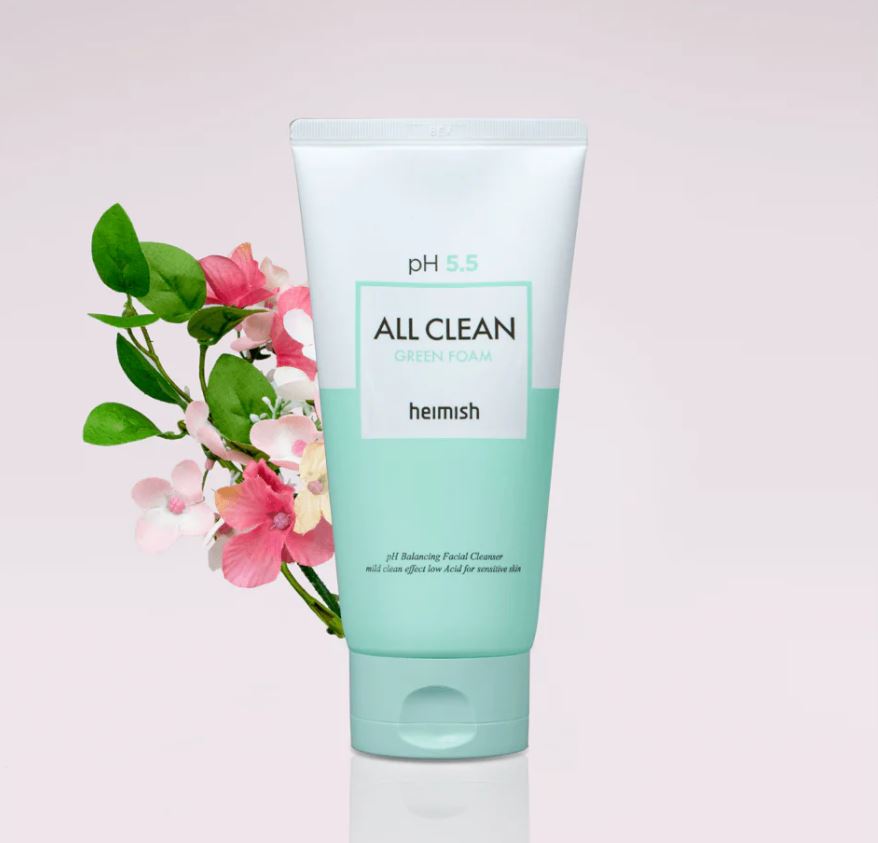 pH 5.5
ALL CLEAN
GREEN FOAM
heimish
pH Balancing Facial Cleanser
mild clean effect low Acid for sensitive skin